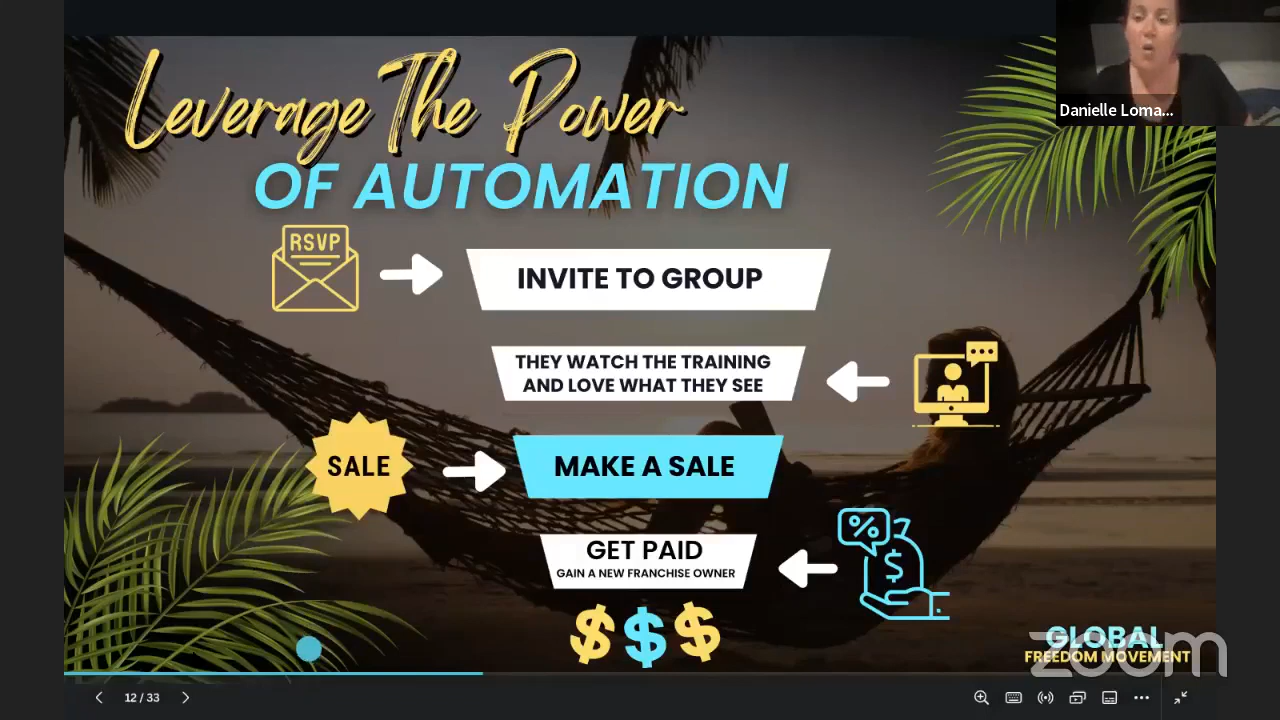 Leverage The Power
OF AUTOMATION
Danielle Loma...
RSVP
INVITE TO GROUP
THEY WATCH THE TRAINING
AND LOVE WHAT THEY SEE
SALE
MAKE A SALE
%
$
GET PAID
GAIN A NEW FRANCHISE OWNER
$ $ $
GLOBAL
FREEDOM MOVEMENT
zoom
12 / 33